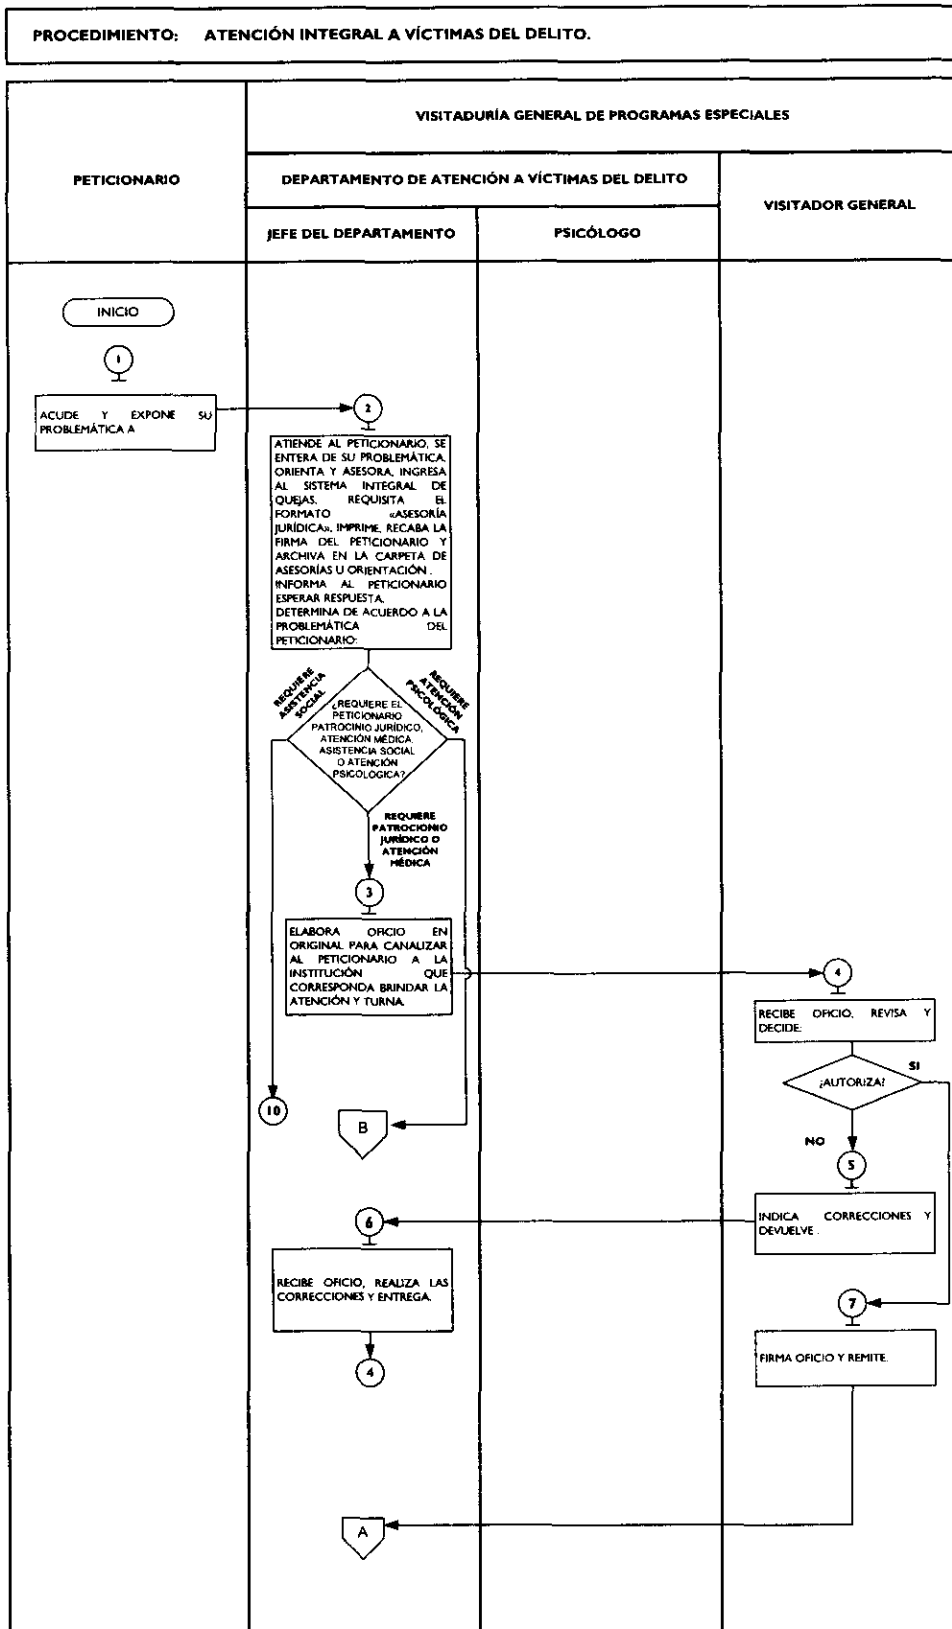 PROCEDIMIENTO: ATENCIÓN INTEGRAL A VÍCTIMAS DEL DELITO.
PETICIONARIO
VISITADURÍA GENERAL DE PROGRAMAS ESPECIALES
DEPARTAMENTO DE ATENCIÓN A VÍCTIMAS DEL DELITO
VISITADOR GENERAL
JEFE DEL DEPARTAMENTO
PSICÓLOGO
INICIO
1
ACUDE Y EXPONE SU
PROBLEMÁTICA A
2
ATIENDE AL PETICIONARIO, SE
ENTERA DE SU PROBLEMÁTICA.
ORIENTA Y ASESORA, INGRESA
AL SISTEMA INTEGRAL DE
QUEJAS. REQUISITA EL
FORMATO «ASESORÍA
JURÍDICA», IMPRIME, RECABA LA
FIRMA DEL PETICIONARIO Y
ARCHIVA EN LA CARPETA DE
ASESORÍAS U ORIENTACIÓN.
INFORMA AL PETICIONARIO
ESPERAR RESPUESTA.
DETERMINA DE ACUERDO A LA
PROBLEMÁTICA DEL
PETICIONARIO:
REQUIERE
ASISTENCIA
SOCIAL
REQUIERE
ATENCIÓN
PSICOLÓGICA
¿REQUIERE EL
PETICIONARIO
PATROCINIO JURÍDICO,
ATENCIÓN MÉDICA.
ASISTENCIA SOCIAL
O ATENCIÓN
PSICOLOGICA?
REQUIERE
PATROCIONIO
JURÍDICO O
ATENCIÓN
MÉDICA
3
ELABORA OFICIO EN
ORIGINAL PARA CANALIZAR
AL PETICIONARIO A LA
INSTITUCIÓN QUE
CORRESPONDA BRINDAR LA
ATENCIÓN Y TURNA.
4
RECIBE OFICIO, REVISA Y
DECIDE:
¿AUTORIZA?
SI
NO
10
B
5
INDICA CORRECCIONES Y
DEVUELVE.
6
RECIBE OFICIO, REALIZA LAS
CORRECCIONES Y ENTREGA.
4
7
FIRMA OFICIO Y REMITE.
A